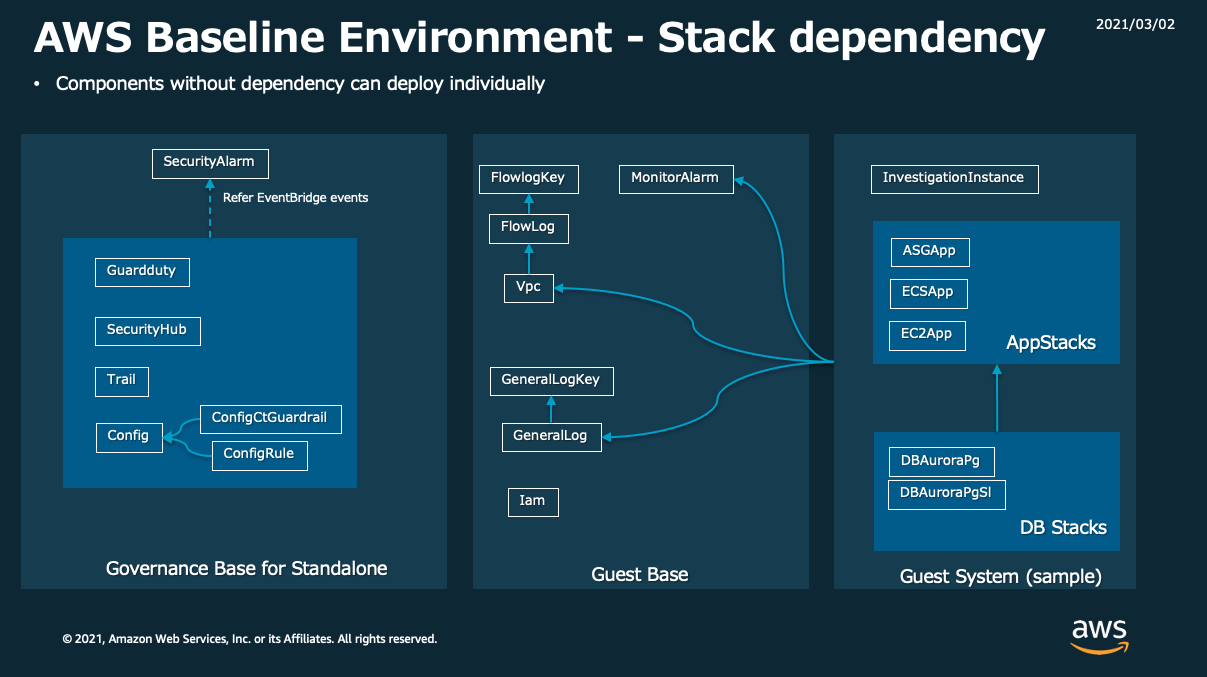 AWS Baseline Environment - Stack dependency
2021/03/02
• Components without dependency can deploy individually
SecurityAlarm
Refer EventBridge events
Guardduty
SecurityHub
Trail
Config
ConfigCtGuardrail
ConfigRule
Governance Base for Standalone
FlowlogKey
MonitorAlarm
FlowLog
Vpc
GeneralLogKey
GeneralLog
Iam
Guest Base
InvestigationInstance
ASGApp
ECSApp
EC2App
AppStacks
DBAuroraPg
DBAuroraPgSl
DB Stacks
Guest System (sample)
© 2021, Amazon Web Services, Inc. or its Affiliates. All rights reserved.
aws